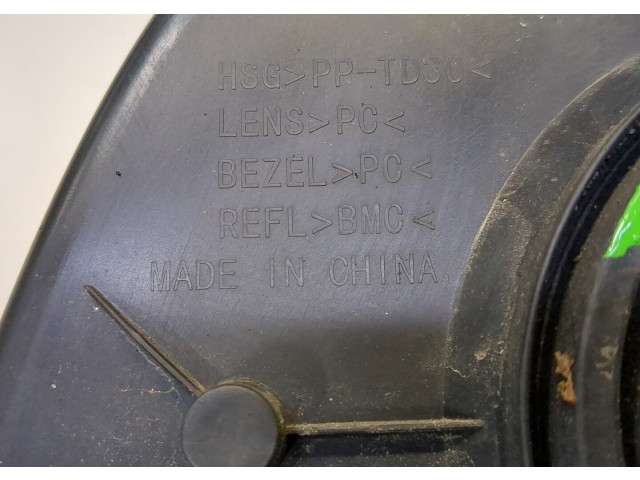 HSG>PP-TD30<
LENS>PC<
BEZEL>PC<
REFL>BMC<
MADE IN CHINA